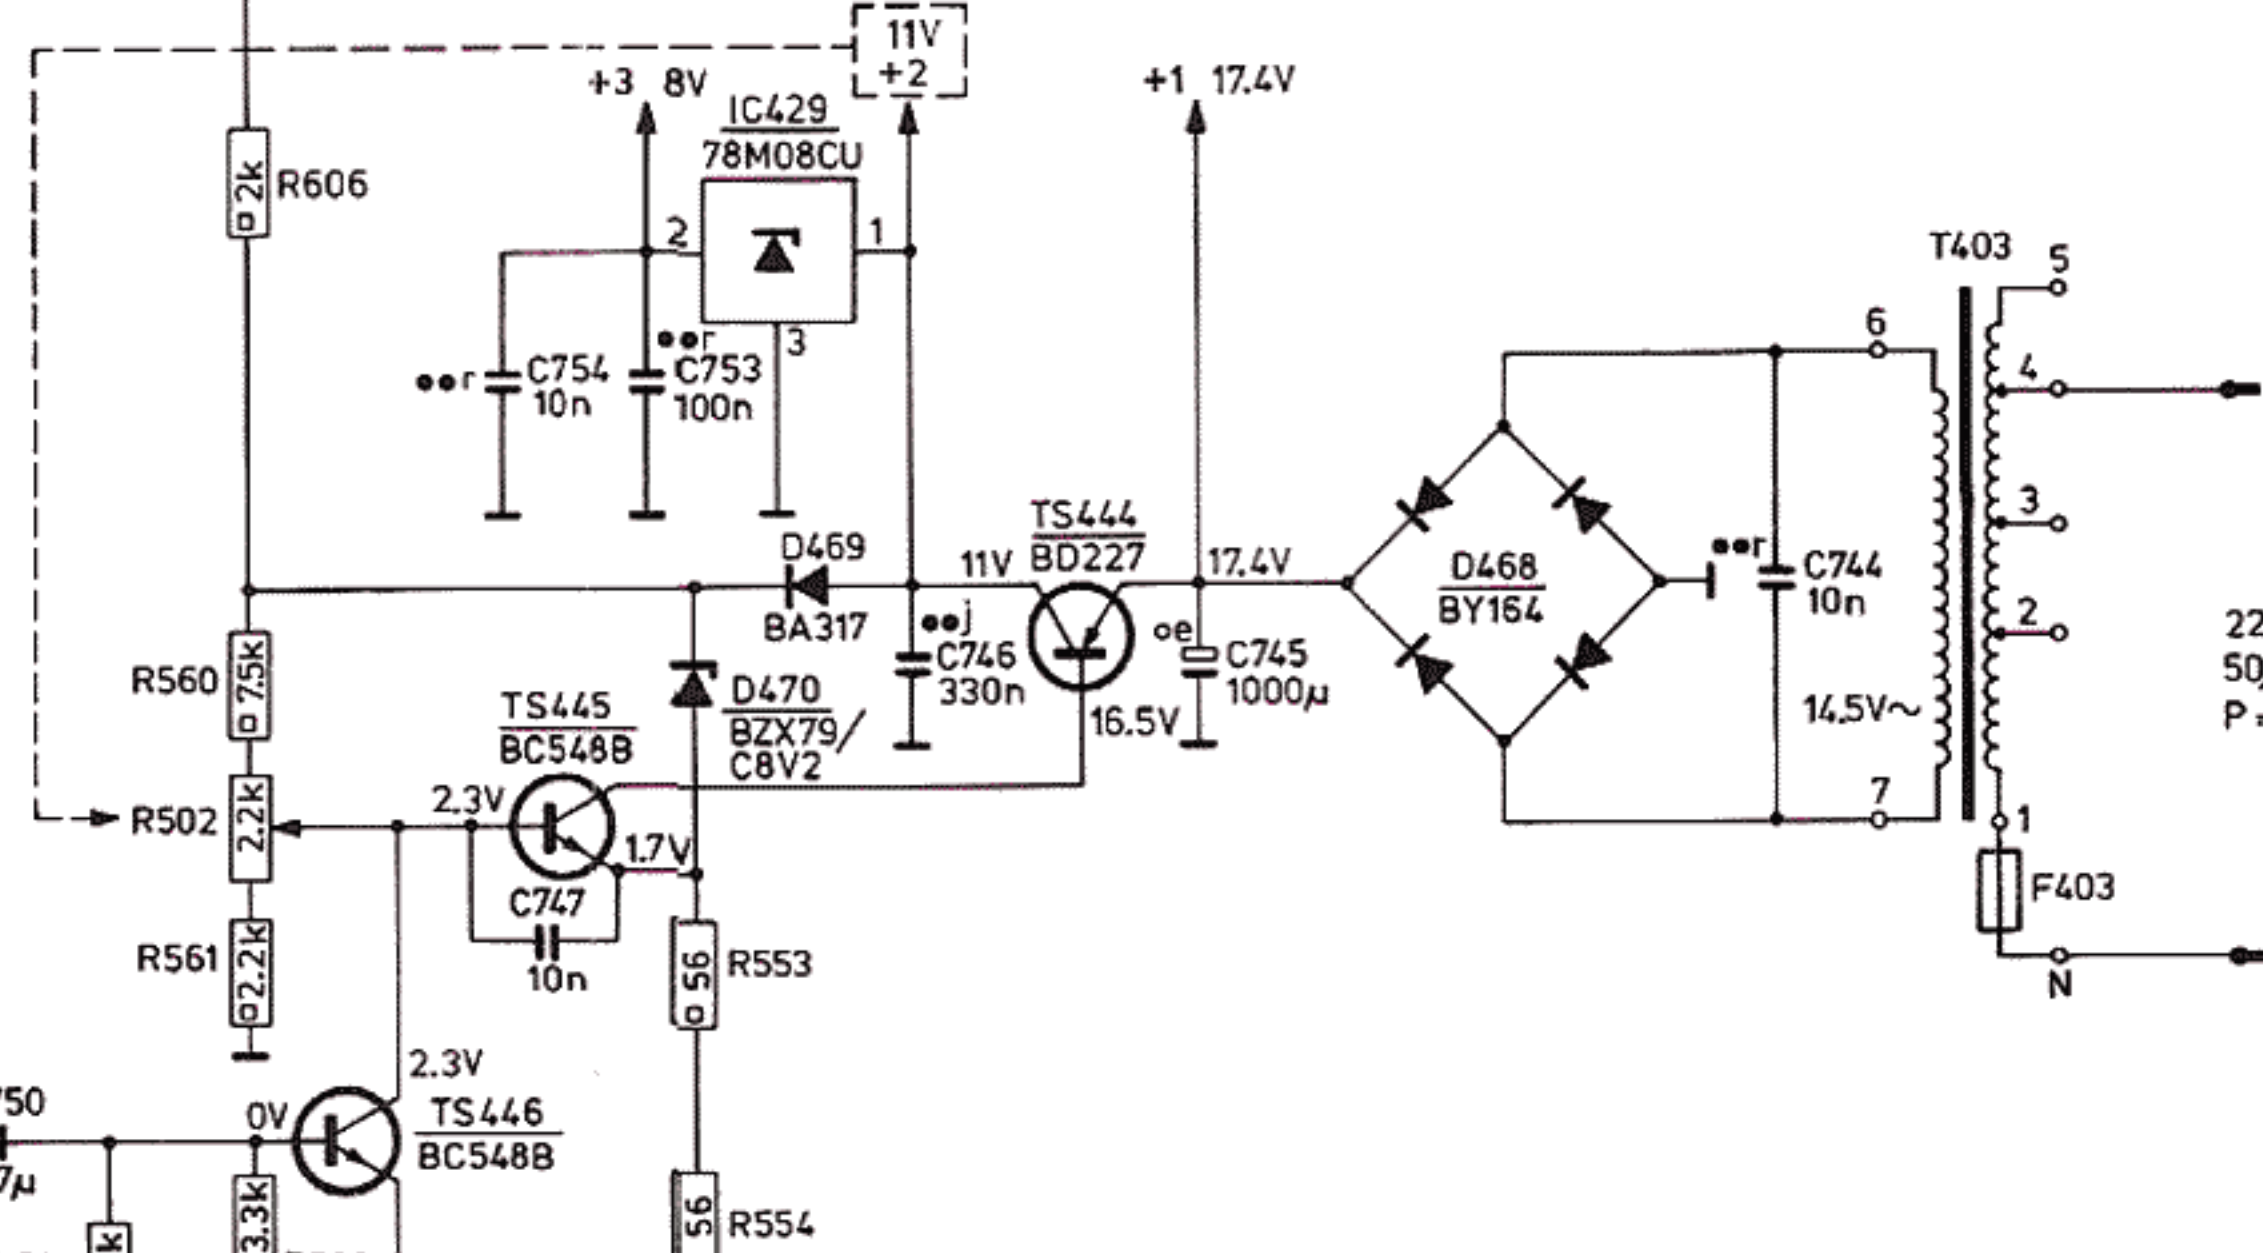 11V
+2
+3 8V
+1 17.4V
IC429
78M08CU
2k
R606
2
1
3
T403
5
6
4
3
2
1
7
N
C754
10n
r
C753
100n
r
D469
BA317
11V
TS444
BD227
17.4V
D468
BY164
r
C744
10n
14.5V~
R560
7.5k
TS445
BC548B
D470
BZX79/
C8V2
j
C746
330n
e
C745
1000µ
16.5V
22
50
P =
R502
2.2k
2.3V
1.7V
C747
10n
R561
2.2k
R553
56
F403
2.3V
0V
TS446
BC548B
50
7µ
3.3k
k
R554
56